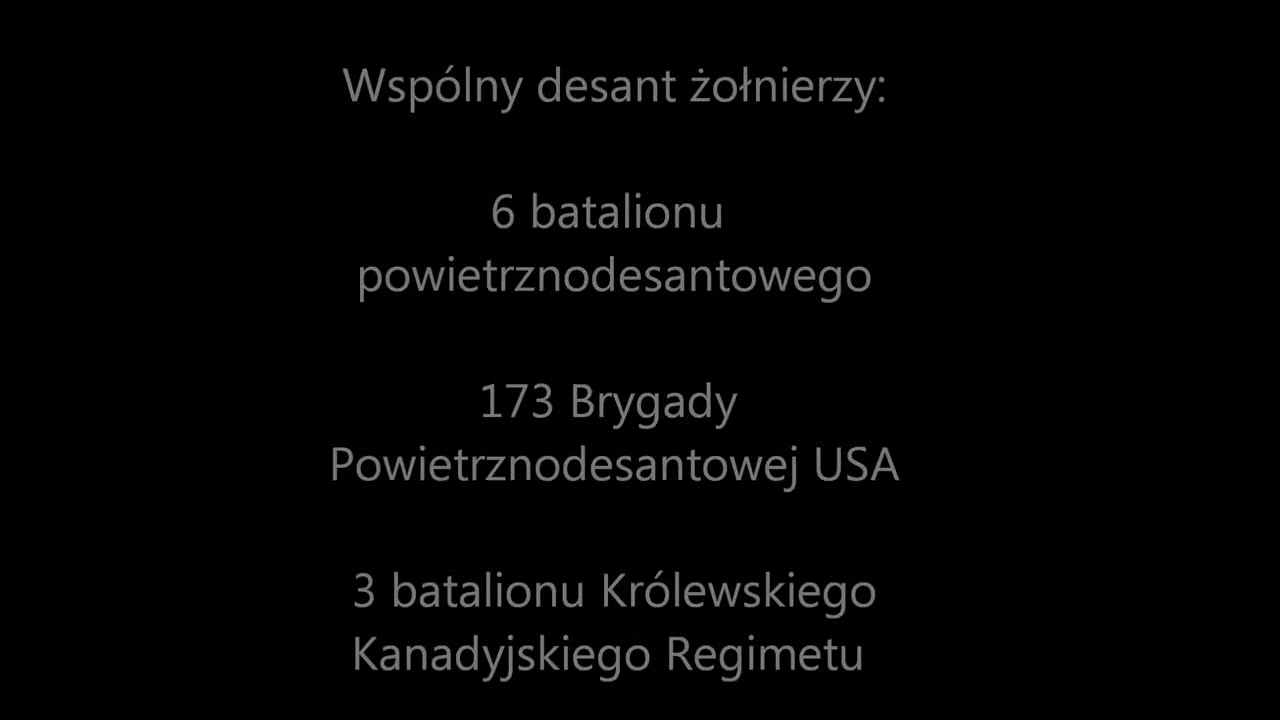 Wspólny desant żołnierzy:
6 batalionu
powietrznodesantowego
173 Brygady
Powietrznodesantowej USA
3 batalionu Królewskiego
Kanadyjskiego Regimetu